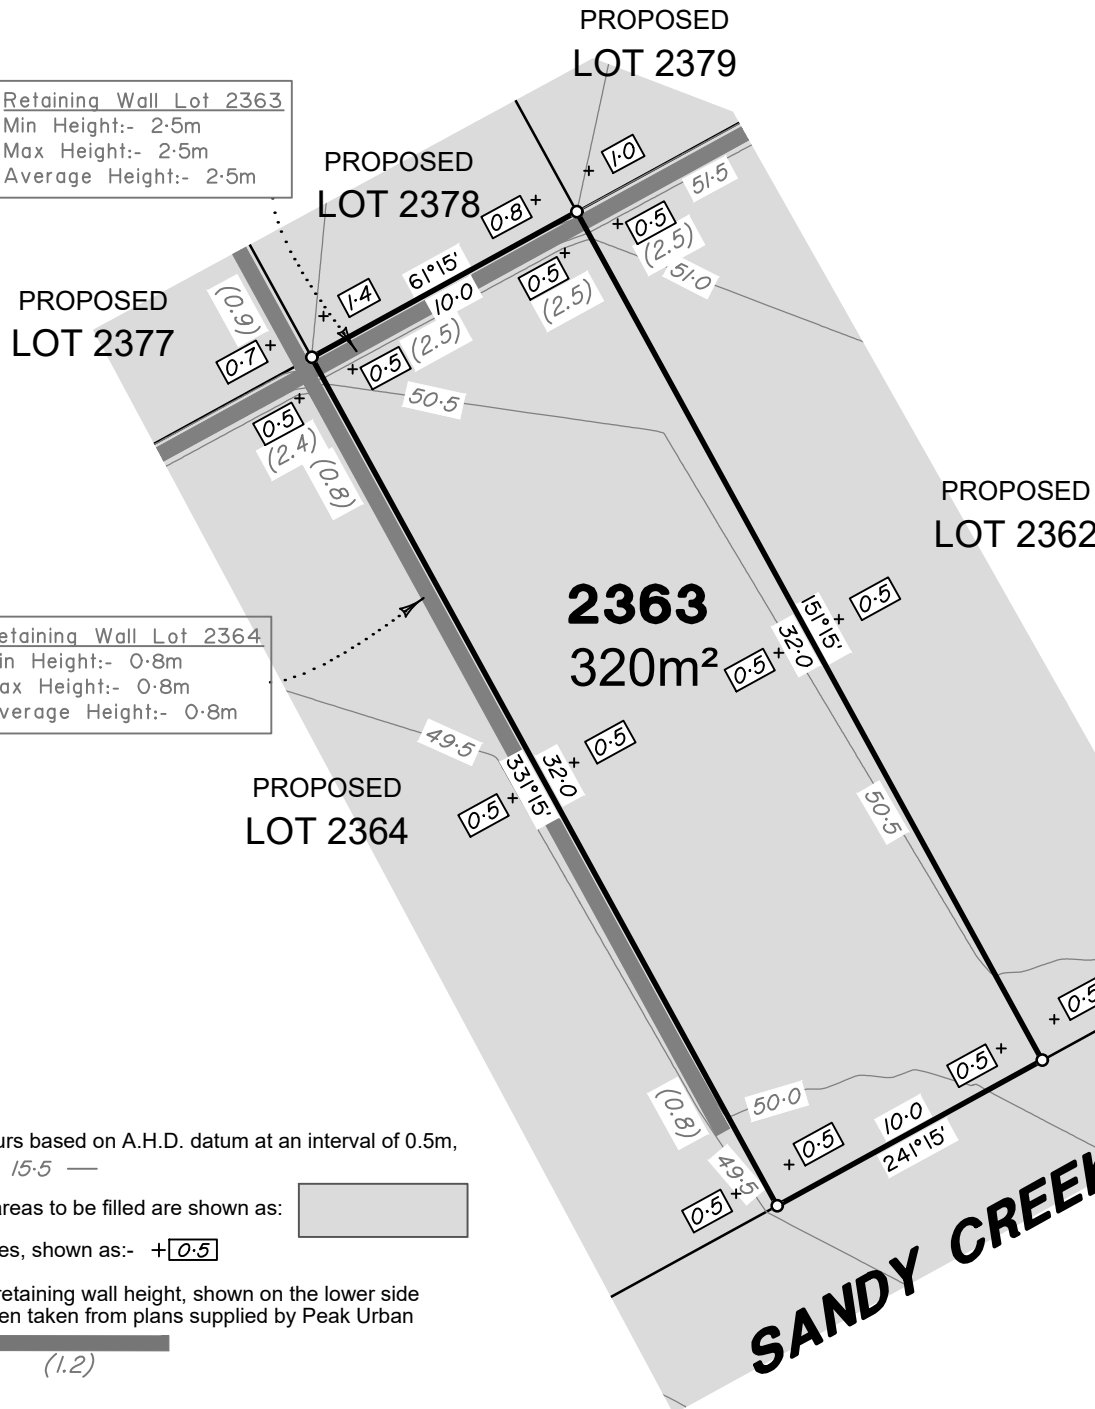 PROPOSED
LOT 2379
Retaining Wall Lot 2363
Min Height:- 2·5m
Max Height:- 2·5m
Average Height:- 2·5m
PROPOSED
LOT 2378
1·0
51·5
0·8
0·5
(2.5)
61°15'
10·0
0·5
(2.5)
51·0
PROPOSED
LOT 2377
(0.9)
1·4
0·7
0·5
(2.5)
50·5
0·5
(2.4)
(0.8)
PROPOSED
LOT 2362
2363
320m²
151°15'
32·0
0·5
0·5
etaining Wall Lot 2364
in Height:- 0·8m
ax Height:- 0·8m
verage Height:- 0·8m
49·5
0·5
32·0
331°15'
0·5
PROPOSED
LOT 2364
50·5
0·5
0·5
50·0
(0.8)
10·0
241°15'
0·5
49·5
0·5
SANDY CREEK
urs based on A.H.D. datum at an interval of 0.5m,
15·5
areas to be filled are shown as:
es, shown as:- +0·5
retaining wall height, shown on the lower side
en taken from plans supplied by Peak Urban
(1.2)